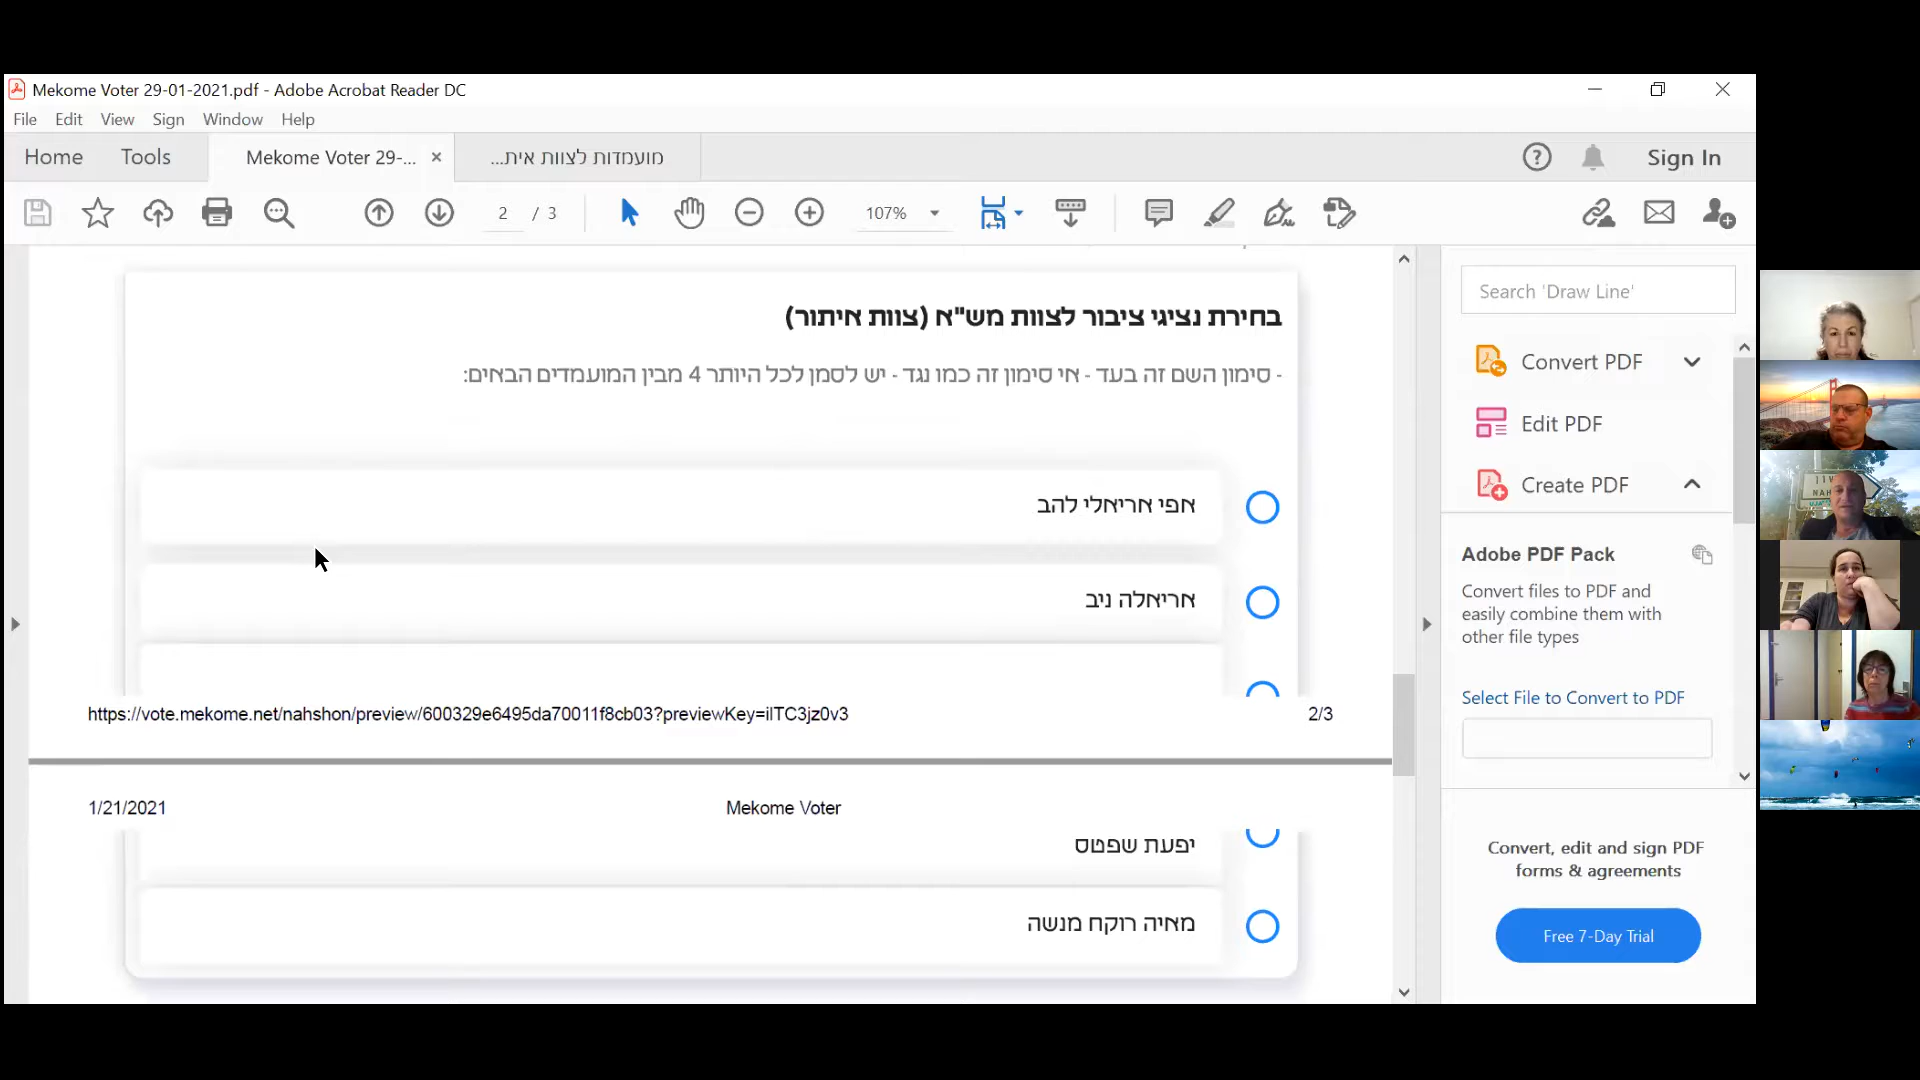 Mekome Voter 29-01-2021.pdf - Adobe Acrobat Reader DC
File Edit View Sign Window Help
Home Tools Mekome Voter 29-... × מועמדות לצוות אית... Sign In
2 / 3 107%
Search 'Draw Line'
בחירת נציגי ציבור לצוות מש"א (צוות איתור)
- סימון השם זה בעד - אי סימון זה כמו נגד - יש לסמן לכל היותר 4 מבין המועמדים הבאים:
אפי אריאלי להב
אריאלה ניב
https://vote.mekome.net/nahshon/preview/600329e6495da70011f8cb03?previewKey=iITC3jz0v3
2/3
1/21/2021
Mekome Voter
יפעת שפטס
מאיה רוקח מנשה
Convert PDF
Edit PDF
Create PDF
Adobe PDF Pack
Convert files to PDF and
easily combine them with
other file types
Select File to Convert to PDF
Convert, edit and sign PDF
forms & agreements
Free 7-Day Trial